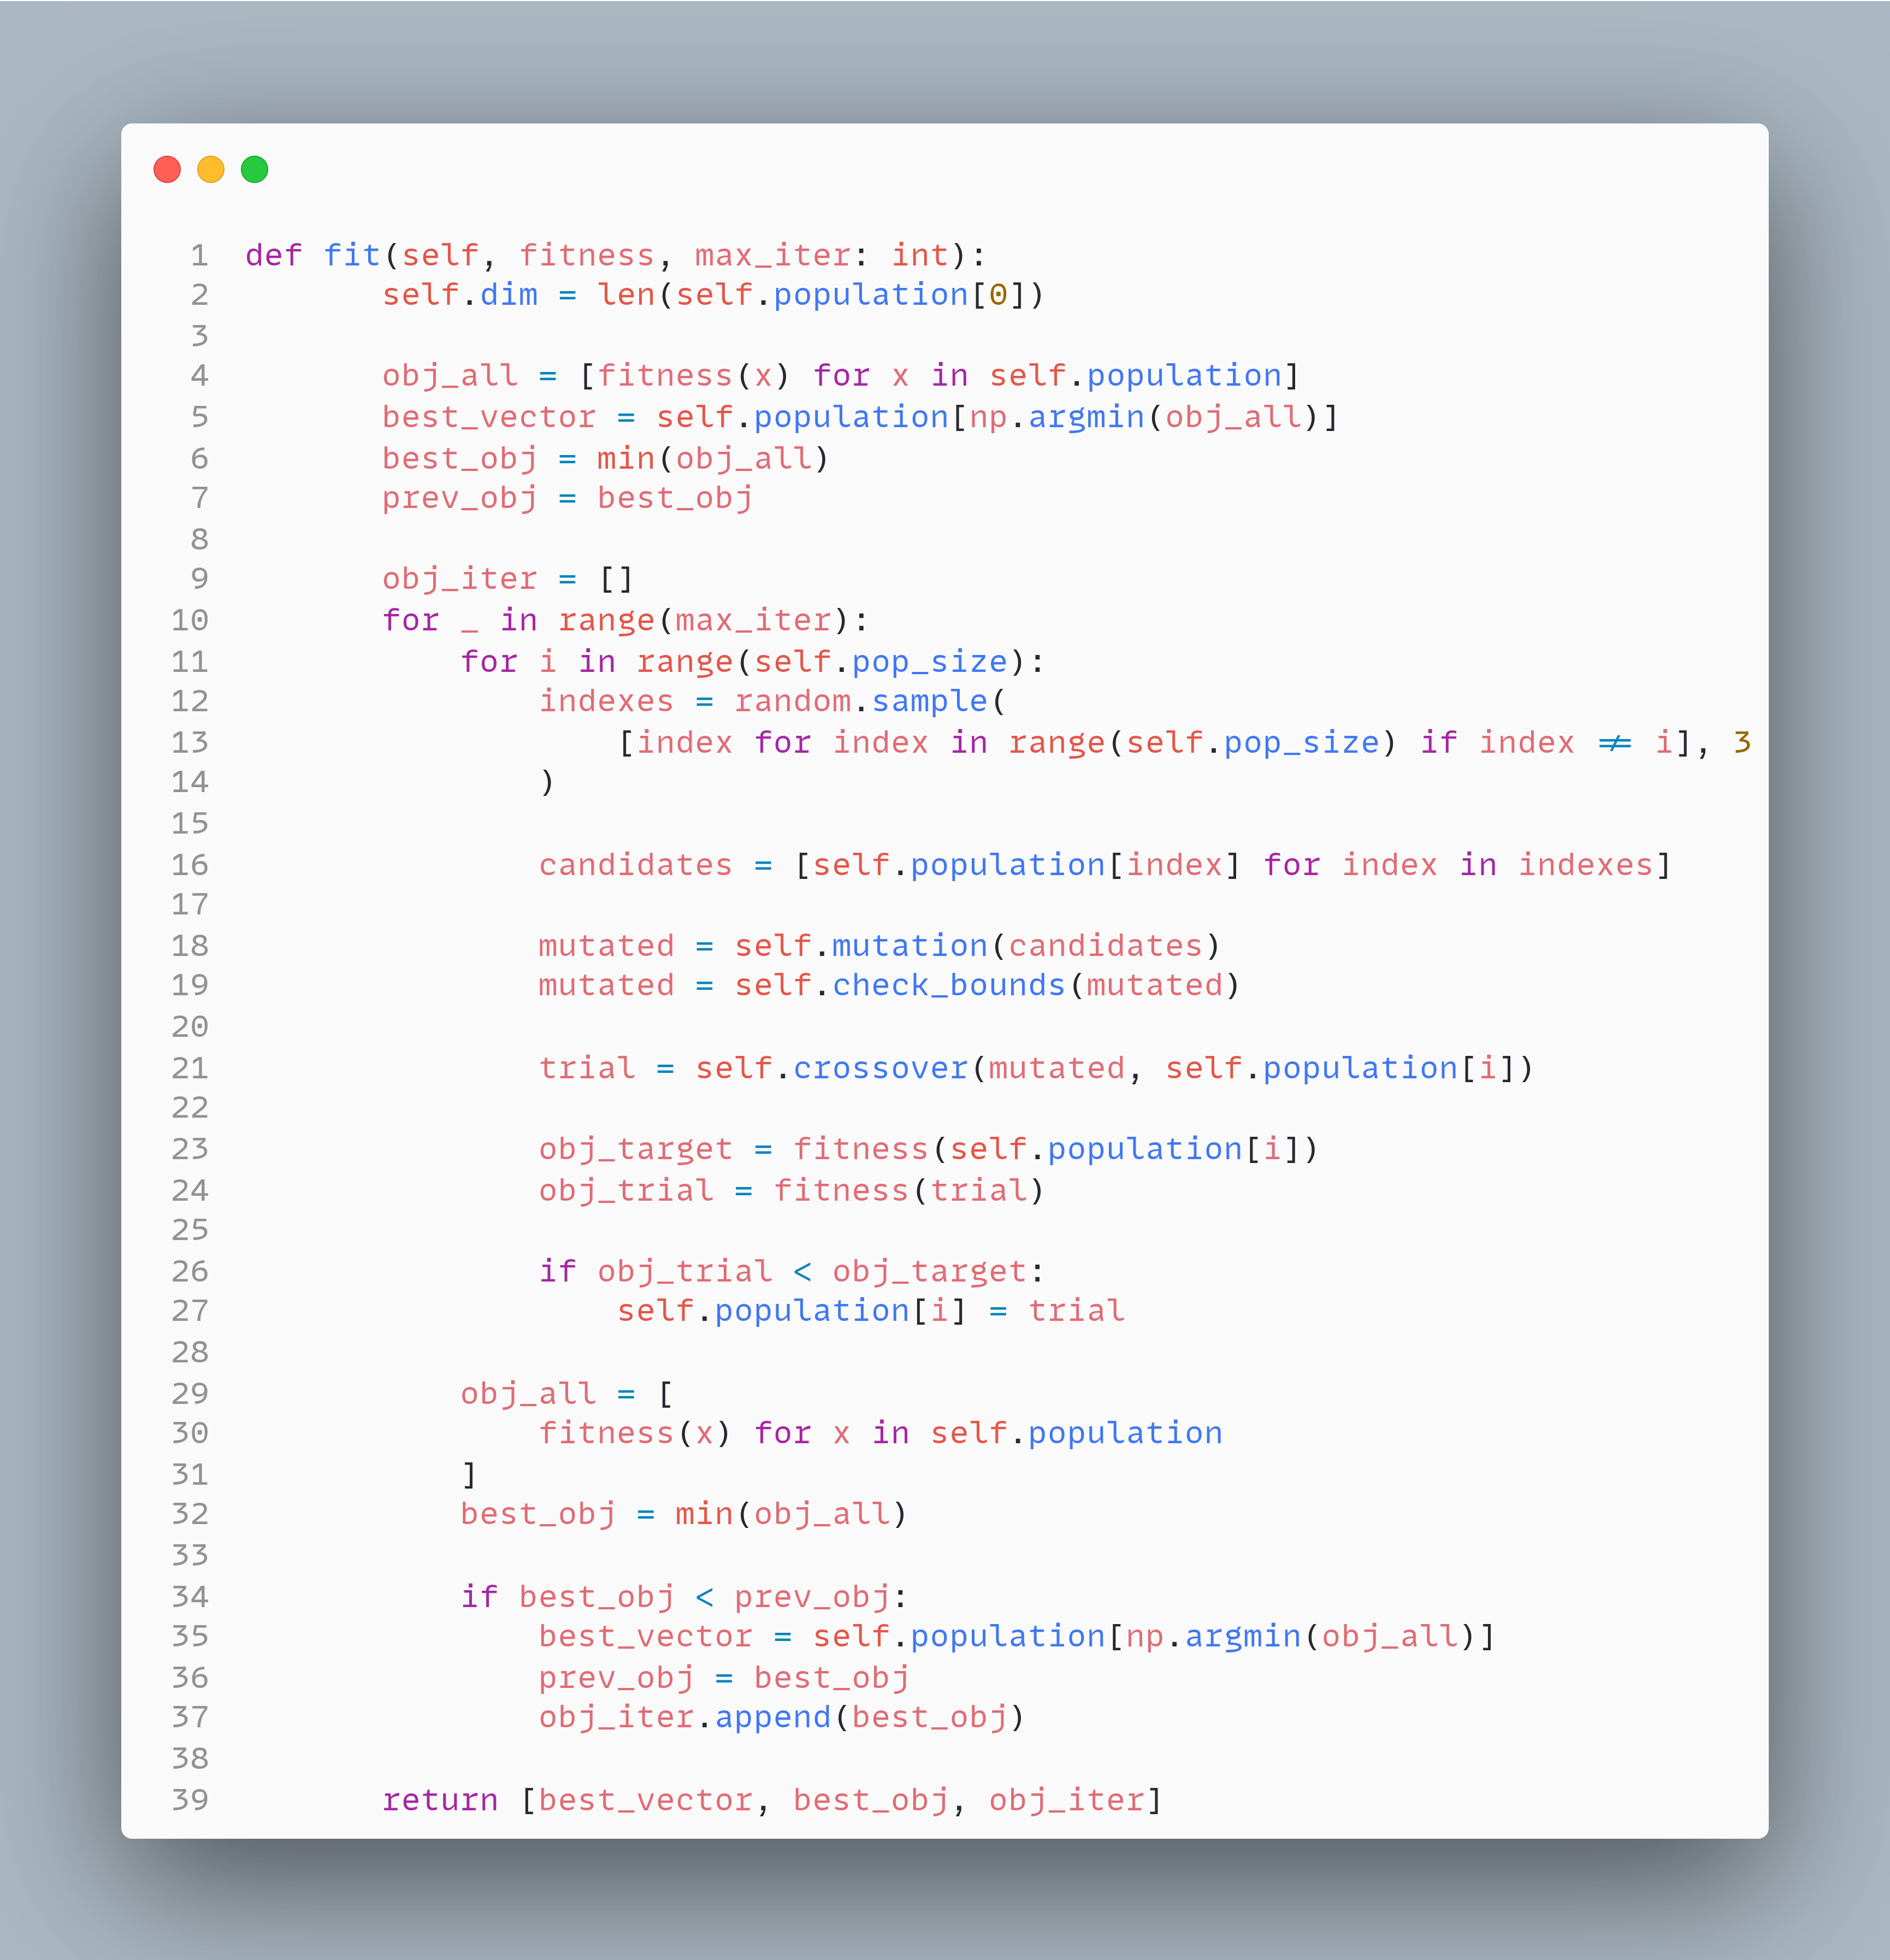 1 def fit(self, fitness, max_iter: int):
2 self.dim = len(self.population[0])
3
4 obj_all = [fitness(x) for x in self.population]
5 best_vector = self.population[np.argmin(obj_all)]
6 best_obj = min(obj_all)
7 prev_obj = best_obj
8
9 obj_iter = []
10 for _ in range(max_iter):
11 for i in range(self.pop_size):
12 indexes = random.sample(
13 [index for index in range(self.pop_size) if index != i], 3
14 )
15
16 candidates = [self.population[index] for index in indexes]
17
18 mutated = self.mutation(candidates)
19 mutated = self.check_bounds(mutated)
20
21 trial = self.crossover(mutated, self.population[i])
22
23 obj_target = fitness(self.population[i])
24 obj_trial = fitness(trial)
25
26 if obj_trial < obj_target:
27 self.population[i] = trial
28
29 obj_all = [
30 fitness(x) for x in self.population
31 ]
32 best_obj = min(obj_all)
33
34 if best_obj < prev_obj:
35 best_vector = self.population[np.argmin(obj_all)]
36 prev_obj = best_obj
37 obj_iter.append(best_obj)
38
39 return [best_vector, best_obj, obj_iter]